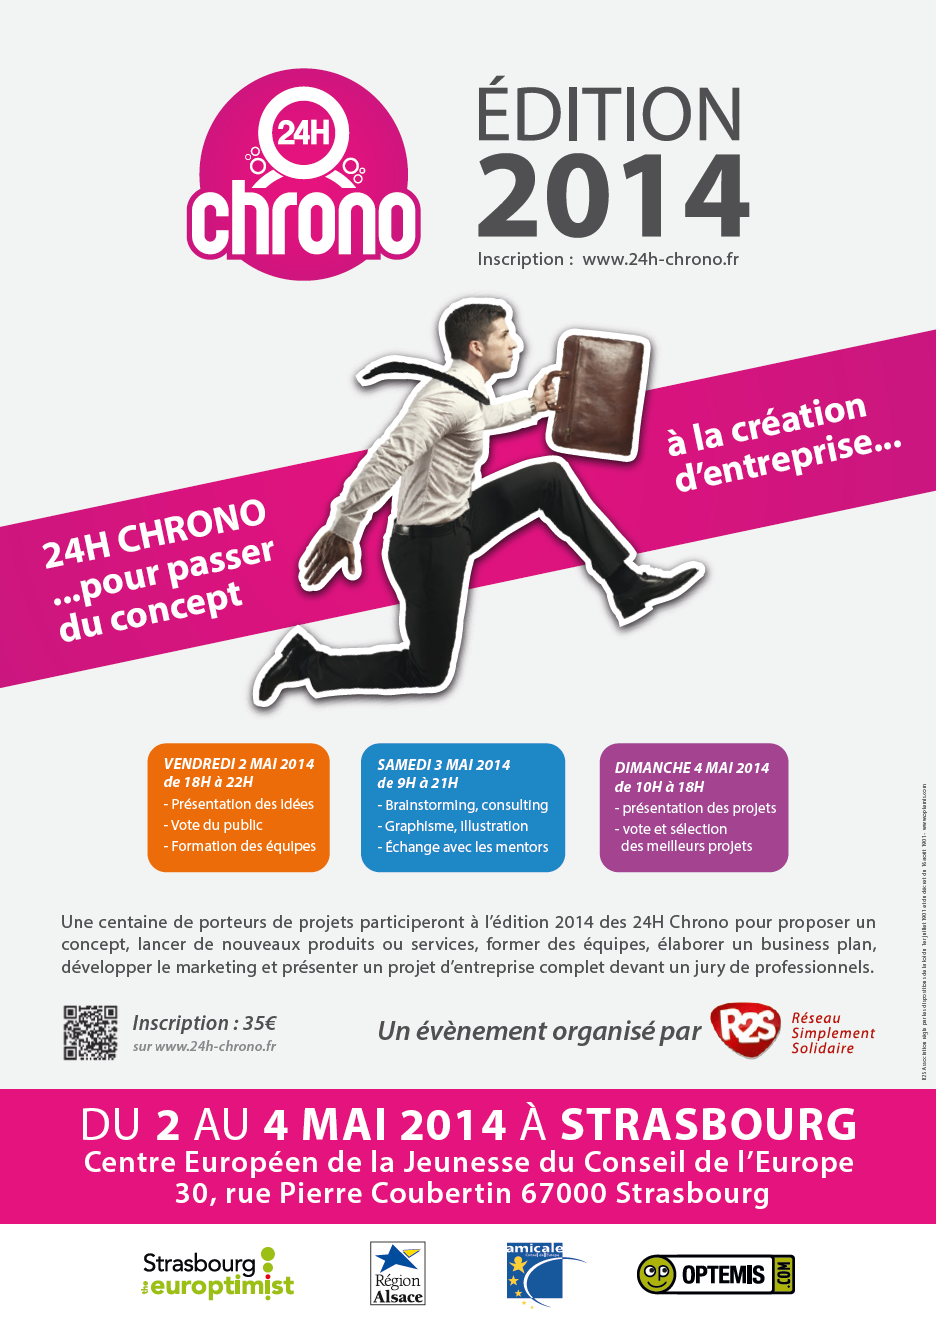 24H
chrono
ÉDITION
2014
Inscription : www.24h-chrono.fr
24H CHRONO
...pour passer
du concept
à la création
d'entreprise...
VENDREDI 2 MAI 2014
de 18H à 22H
- Présentation des idées
- Vote du public
- Formation des équipes
SAMEDI 3 MAI 2014
de 9H à 21H
- Brainstorming, consulting
- Graphisme, illustration
- Échange avec les mentors
DIMANCHE 4 MAI 2014
de 10H à 18H
- présentation des projets
- vote et sélection
des meilleurs projets
Une centaine de porteurs de projets participeront à l'édition 2014 des 24H Chrono pour proposer un
concept, lancer de nouveaux produits ou services, former des équipes, élaborer un business plan,
développer le marketing et présenter un projet d'entreprise complet devant un jury de professionnels.
Inscription : 35€
sur www.24h-chrono.fr
Un évènement organisé par
R2S
Réseau
Simplement
Solidaire
DU 2 AU 4 MAI 2014 À STRASBOURG
Centre Européen de la Jeunesse du Conseil de l'Europe
30, rue Pierre Coubertin 67000 Strasbourg
Strasbourg
the europtimist
Région
Alsace
amicale
Conseil de l'Europe
OPTEMIS
.COM